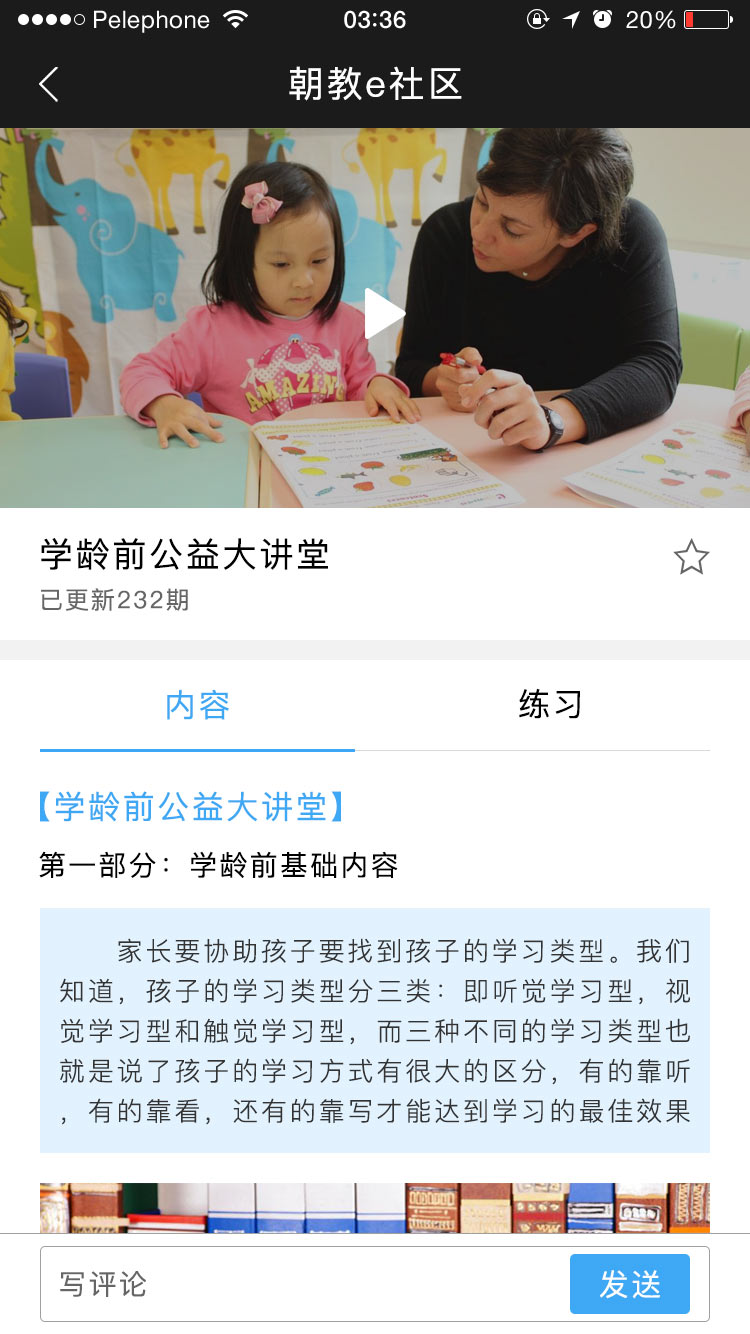 Pelephone
03:36
20%
朝教e社区
AMAZIN
学龄前公益大讲堂
已更新232期
内容
练习
【学龄前公益大讲堂】
第一部分：学龄前基础内容
家长要协助孩子要找到孩子的学习类型。我们
知道，孩子的学习类型分三类：即听觉学习型，视
觉学习型和触觉学习型，而三种不同的学习类型也
就是说了孩子的学习方式有很大的区分，有的靠听
，有的靠看，还有的靠写才能达到学习的最佳效果
写评论
发送